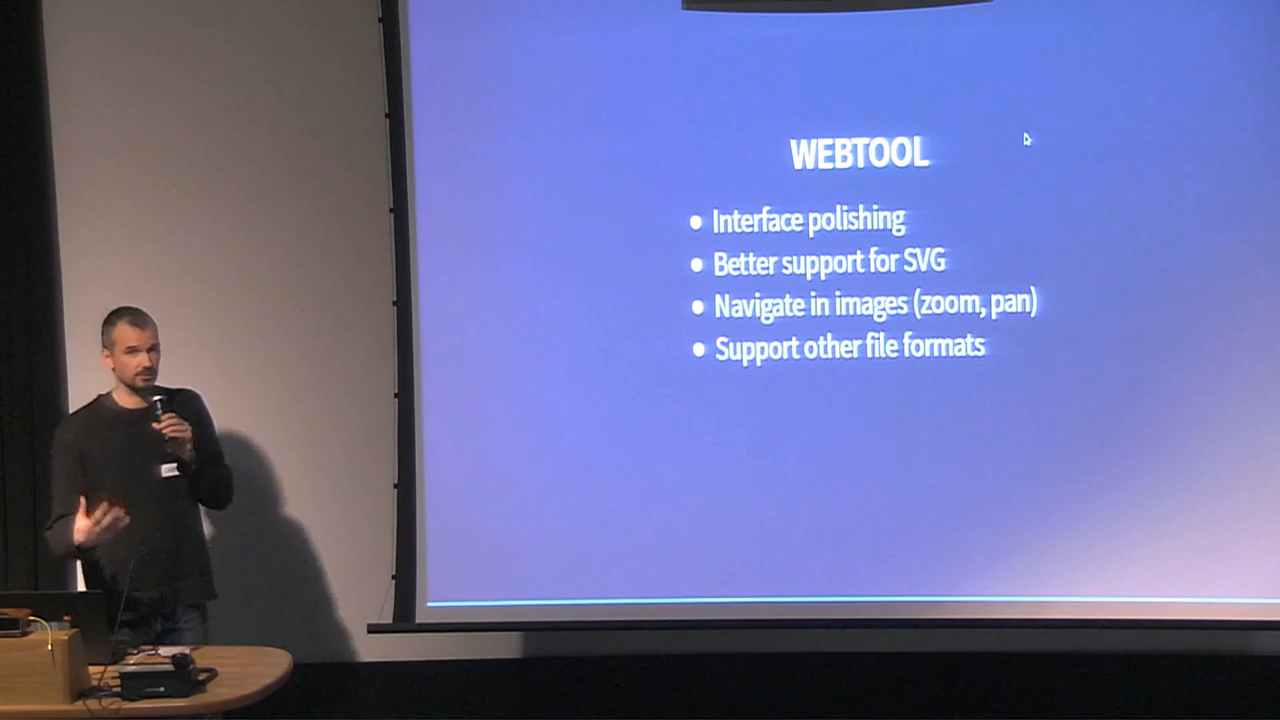 WEBTOOL
• Interface polishing
• Better support for SVG
• Navigate in images (zoom, pan)
• Support other file formats